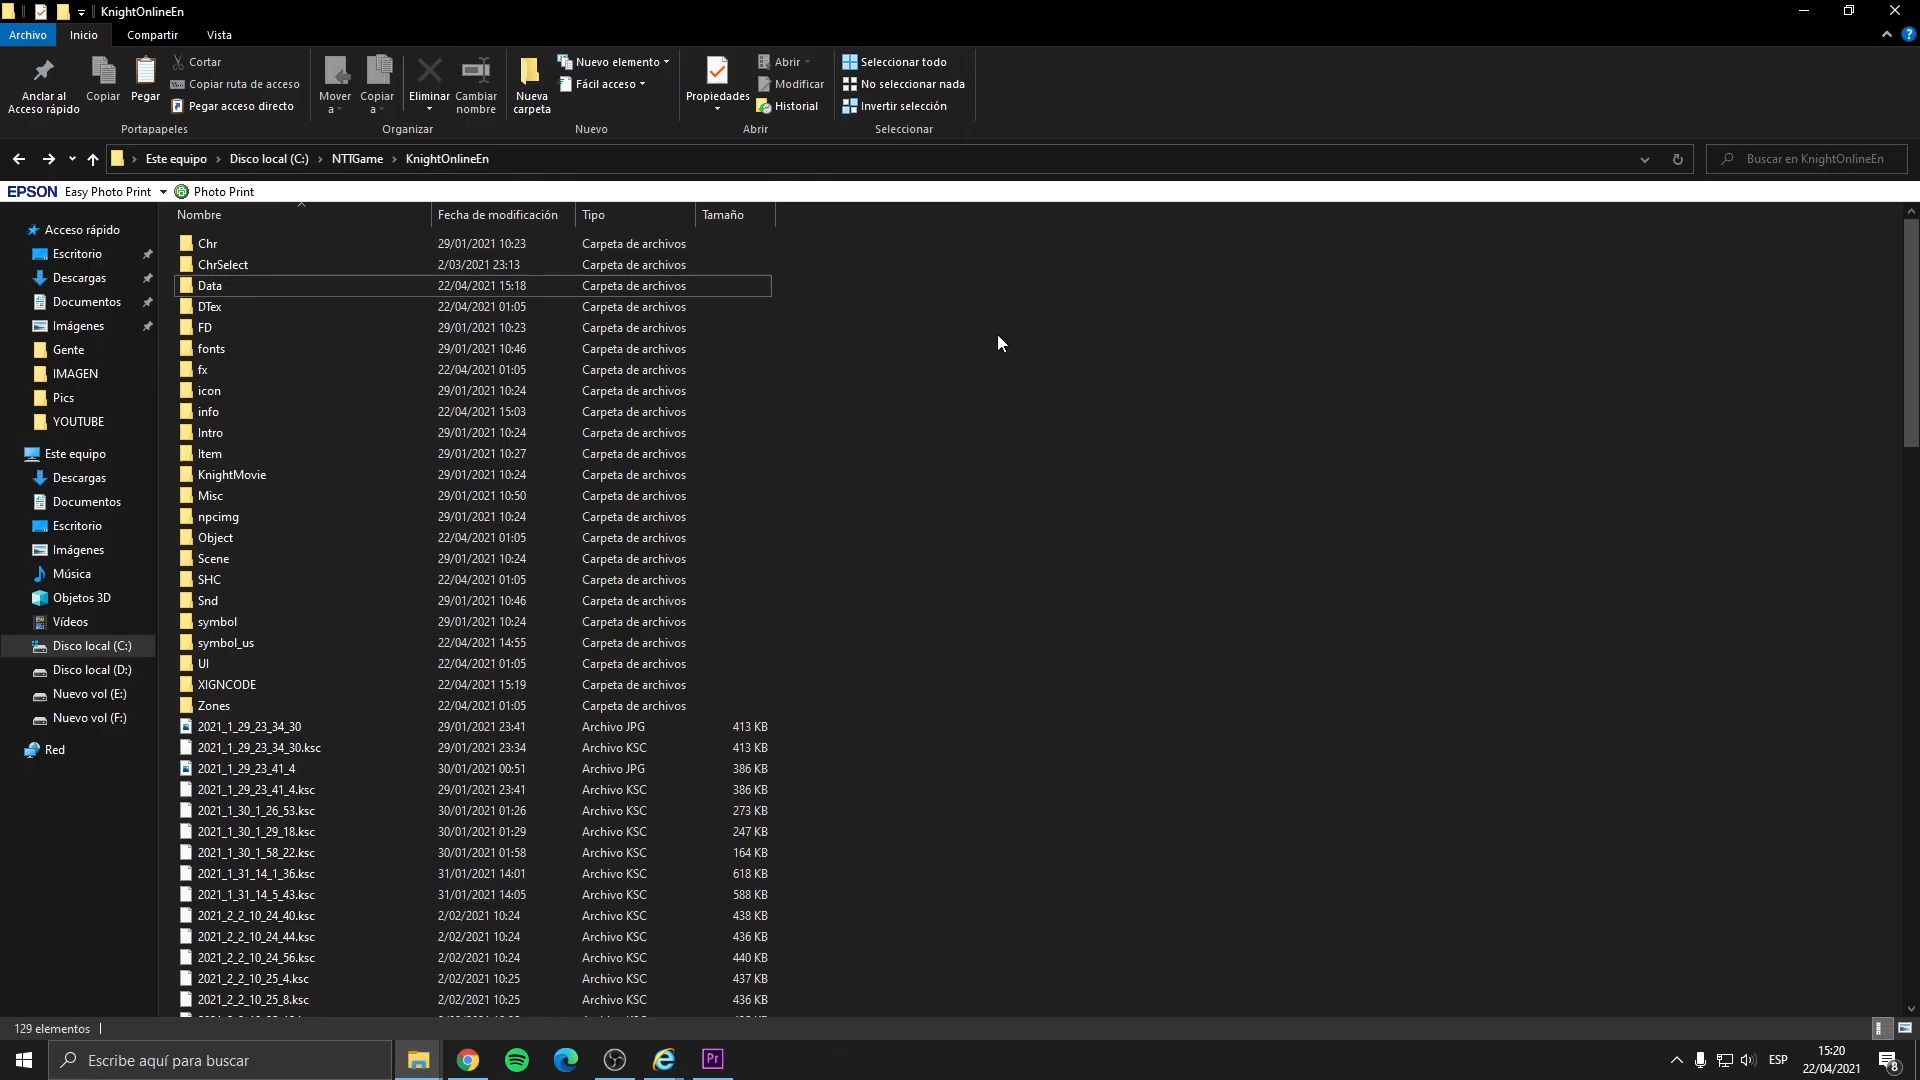 KnightOnlineEn
Archivo Inicio Compartir Vista
Anclar al Acceso rápido
Copiar
Pegar
Cortar
Copiar ruta de acceso
Pegar acceso directo
Portapapeles
Mover a
Copiar a
Eliminar
Cambiar nombre
Organizar
Nueva carpeta
Nuevo elemento
Fácil acceso
Nuevo
Propiedades
Abrir
Modificar
Historial
Abrir
Seleccionar todo
No seleccionar nada
Invertir selección
Seleccionar
Este equipo > Disco local (C:) > NTTGame > KnightOnlineEn
Buscar en KnightOnlineEn
EPSON Easy Photo Print Photo Print
Acceso rápido
Escritorio
Descargas
Documentos
Imágenes
Gente
IMAGEN
Pics
YOUTUBE
Este equipo
Descargas
Documentos
Escritorio
Imágenes
Música
Objetos 3D
Vídeos
Disco local (C:)
Disco local (D:)
Nuevo vol (E:)
Nuevo vol (F:)
Red
Nombre Fecha de modificación Tipo Tamaño
Chr 29/01/2021 10:23 Carpeta de archivos
ChrSelect 2/03/2021 23:13 Carpeta de archivos
Data 22/04/2021 15:18 Carpeta de archivos
DTex 22/04/2021 01:05 Carpeta de archivos
FD 29/01/2021 10:23 Carpeta de archivos
fonts 29/01/2021 10:46 Carpeta de archivos
fx 22/04/2021 01:05 Carpeta de archivos
icon 29/01/2021 10:24 Carpeta de archivos
info 22/04/2021 15:03 Carpeta de archivos
Intro 29/01/2021 10:24 Carpeta de archivos
Item 29/01/2021 10:27 Carpeta de archivos
KnightMovie 29/01/2021 10:24 Carpeta de archivos
Misc 29/01/2021 10:50 Carpeta de archivos
npcimg 29/01/2021 10:24 Carpeta de archivos
Object 22/04/2021 01:05 Carpeta de archivos
Scene 29/01/2021 10:24 Carpeta de archivos
SHC 22/04/2021 01:05 Carpeta de archivos
Snd 29/01/2021 10:46 Carpeta de archivos
symbol 29/01/2021 10:24 Carpeta de archivos
symbol_us 22/04/2021 14:55 Carpeta de archivos
UI 22/04/2021 01:05 Carpeta de archivos
XIGNCODE 22/04/2021 15:19 Carpeta de archivos
Zones 22/04/2021 01:05 Carpeta de archivos
2021_1_29_23_34_30 29/01/2021 23:41 Archivo JPG 413 KB
2021_1_29_23_34_30.ksc 29/01/2021 23:34 Archivo KSC 413 KB
2021_1_29_23_41_4 30/01/2021 00:51 Archivo JPG 386 KB
2021_1_29_23_41_4.ksc 29/01/2021 23:41 Archivo KSC 386 KB
2021_1_30_1_26_53.ksc 30/01/2021 01:26 Archivo KSC 273 KB
2021_1_30_1_29_18.ksc 30/01/2021 01:29 Archivo KSC 247 KB
2021_1_30_1_58_22.ksc 30/01/2021 01:58 Archivo KSC 164 KB
2021_1_31_14_1_36.ksc 31/01/2021 14:01 Archivo KSC 618 KB
2021_1_31_14_5_43.ksc 31/01/2021 14:05 Archivo KSC 588 KB
2021_2_2_10_24_40.ksc 2/02/2021 10:24 Archivo KSC 438 KB
2021_2_2_10_24_44.ksc 2/02/2021 10:24 Archivo KSC 436 KB
2021_2_2_10_24_56.ksc 2/02/2021 10:24 Archivo KSC 440 KB
2021_2_2_10_25_4.ksc 2/02/2021 10:25 Archivo KSC 437 KB
2021_2_2_10_25_8.ksc 2/02/2021 10:25 Archivo KSC 436 KB
129 elementos
Escribe aquí para buscar
Pr
ESP
15:20
22/04/2021
8